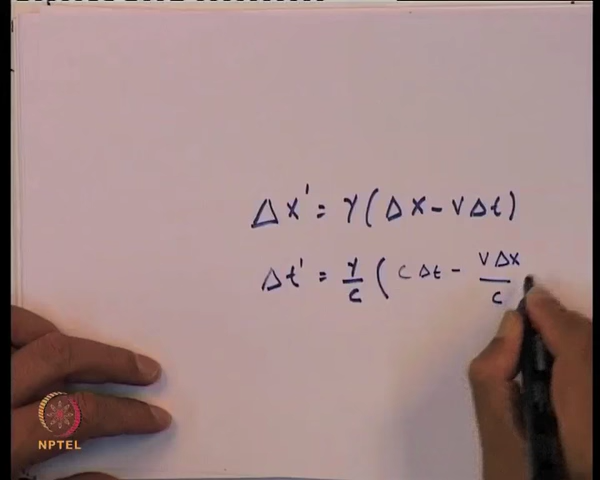 Δx' = γ(Δx - vΔt)
Δt' = γ/c (cΔt - vΔx/c
NPTEL